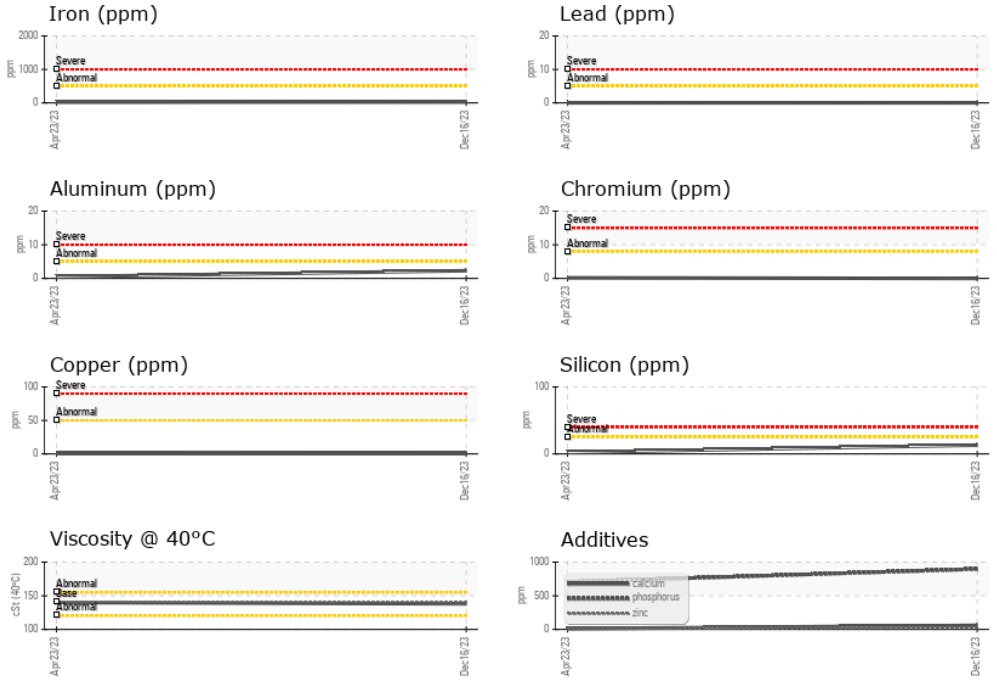 Iron (ppm)
2000
1000
0
ppm
Severe
Abnormal
Apr23/23
Dec16/23
Lead (ppm)
20
10
0
ppm
Severe
Abnormal
Apr23/23
Dec16/23
Aluminum (ppm)
20
10
0
ppm
Severe
Abnormal
Apr23/23
Dec16/23
Chromium (ppm)
20
10
0
ppm
Severe
Abnormal
Apr23/23
Dec16/23
Copper (ppm)
100
50
0
ppm
Severe
Abnormal
Apr23/23
Dec16/23
Silicon (ppm)
100
50
0
ppm
Severe
Abnormal
Apr23/23
Dec16/23
Viscosity @ 40°C
200
150
100
cSt (40°C)
Abnormal
Base
Abnormal
Apr23/23
Dec16/23
Additives
1000
500
0
ppm
calcium
phosphorus
zinc
Apr23/23
Dec16/23